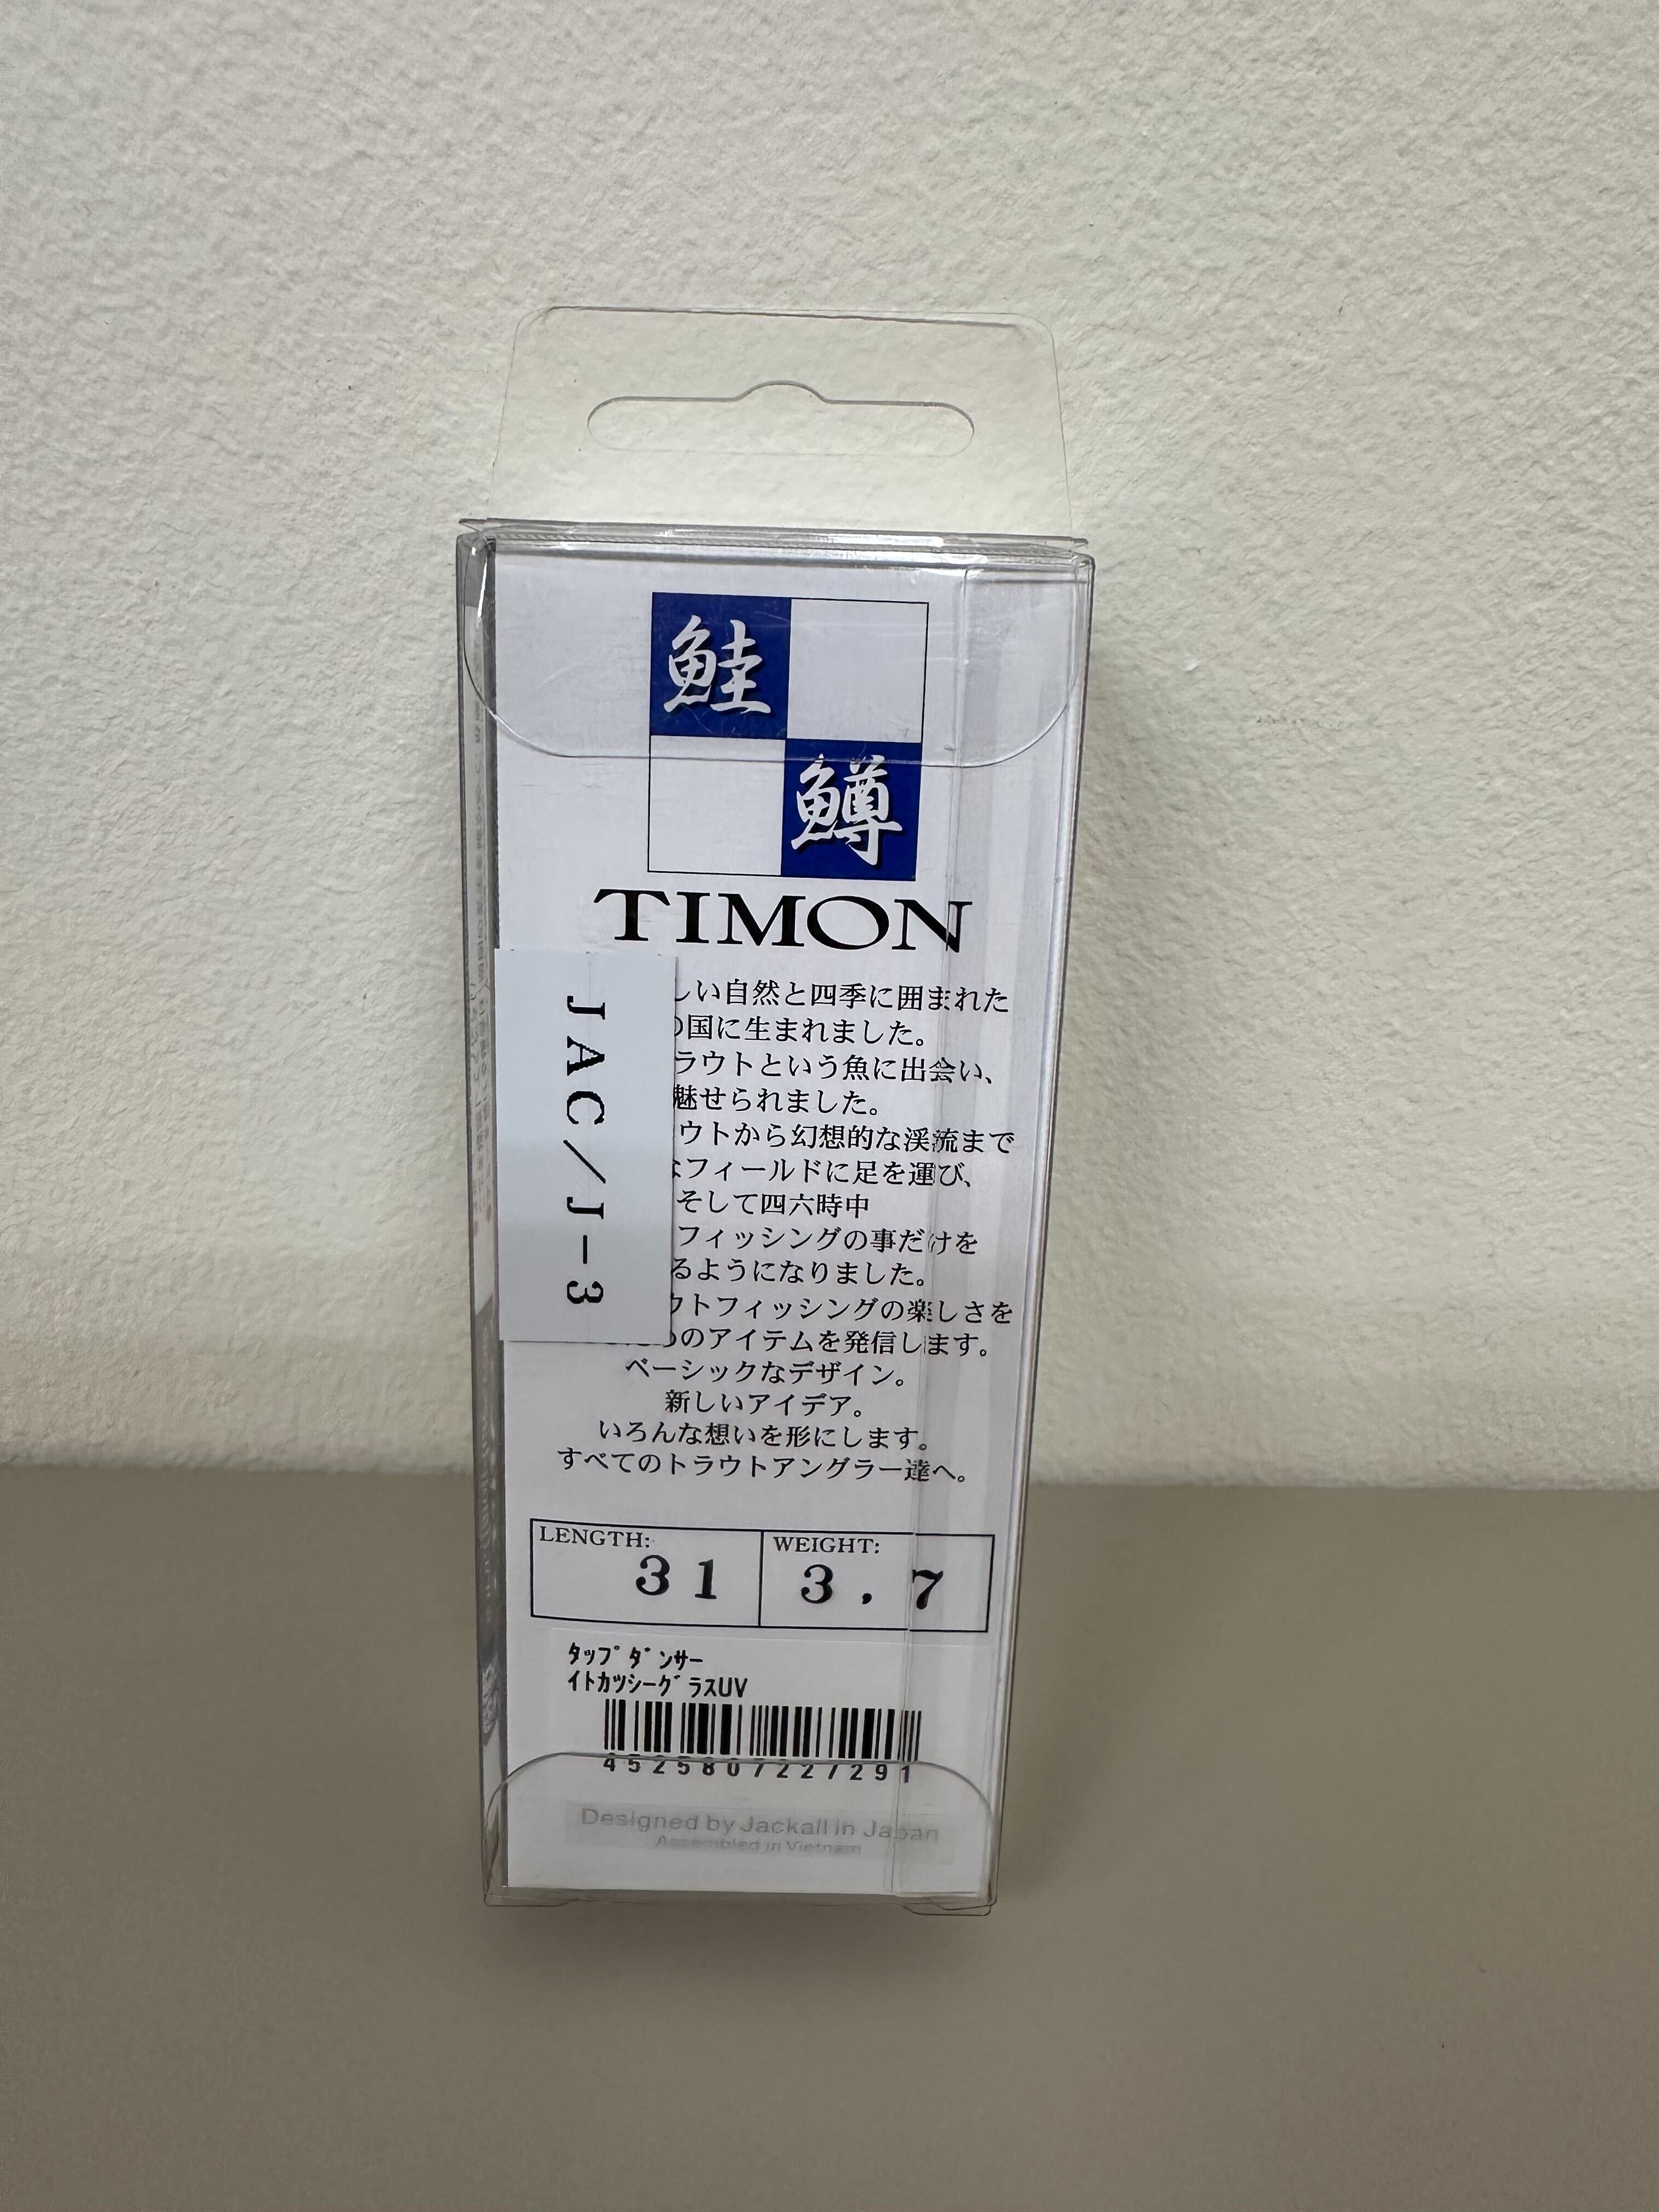 鮭
鱒
TIMON
JAC/J-3
しい自然と四季に囲まれた
の国に生まれました。
ラウトという魚に出会い、
魅せられました。
ウトから幻想的な渓流まで
なフィールドに足を運び、
そして四六時中
フィッシングの事だけを
るようになりました。
ウトフィッシングの楽しさを
のアイテムを発信します。
ベーシックなデザイン。
新しいアイデア。
いろんな想いを形にします。
すべてのトラウトアングラー達へ。
LENGTH: 31 WEIGHT: 3.7
ﾀｯﾌﾟﾀﾞﾝｻｰ
ｲﾄｶﾂｼｰｸﾞﾗｽUV
4525807227291
Designed by Jackall in Japan
Assembled in Vietnam